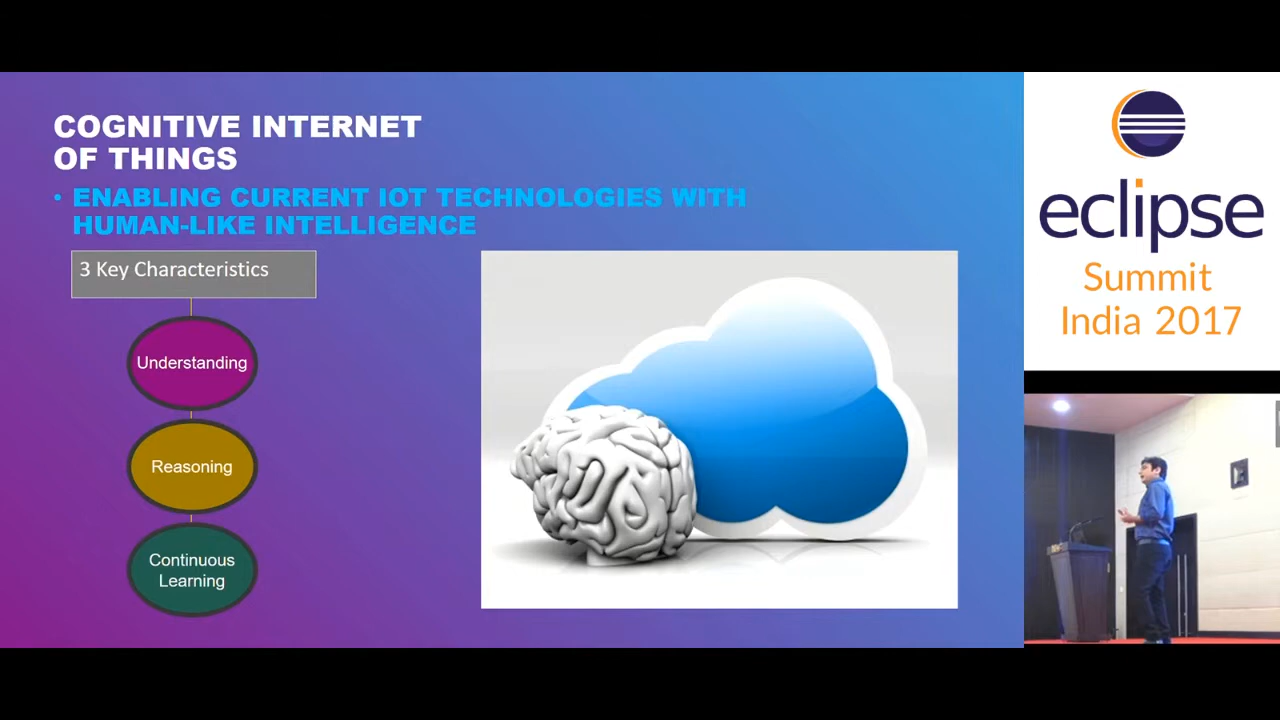 COGNITIVE INTERNET
OF THINGS
• ENABLING CURRENT IOT TECHNOLOGIES WITH
HUMAN-LIKE INTELLIGENCE
3 Key Characteristics
Understanding
Reasoning
Continuous
Learning
eclipse
Summit
India 2017